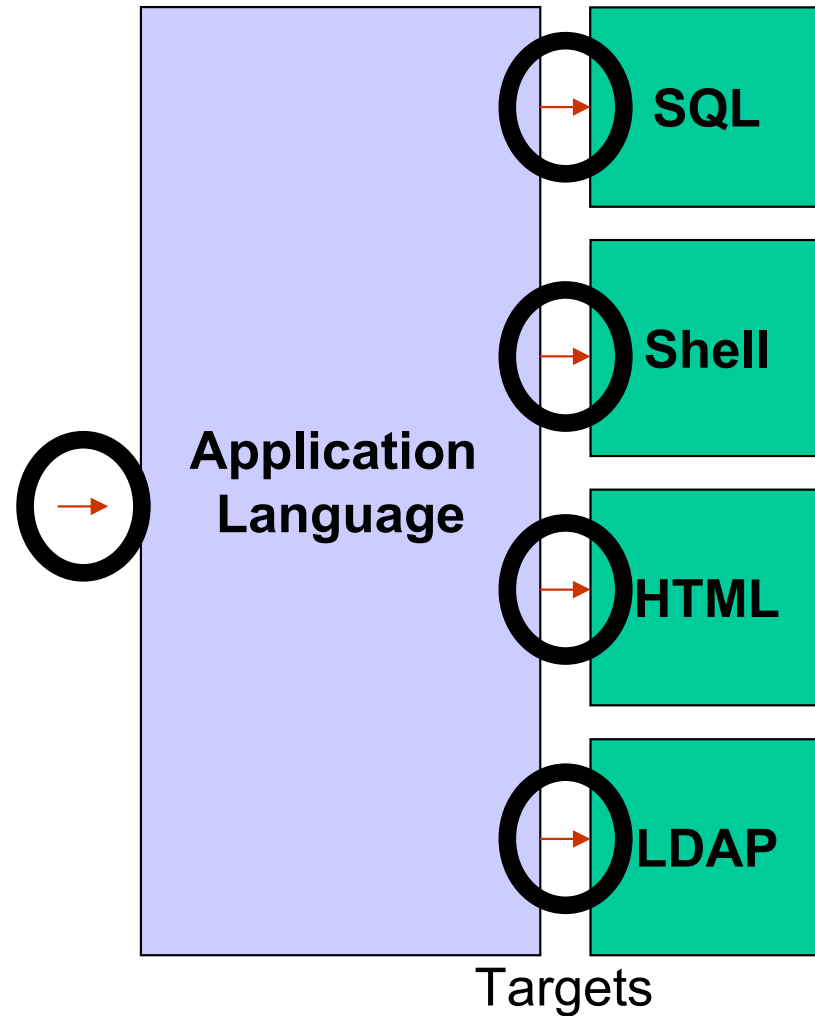 SQL
Shell
Application
Language
HTML
LDAP
Targets